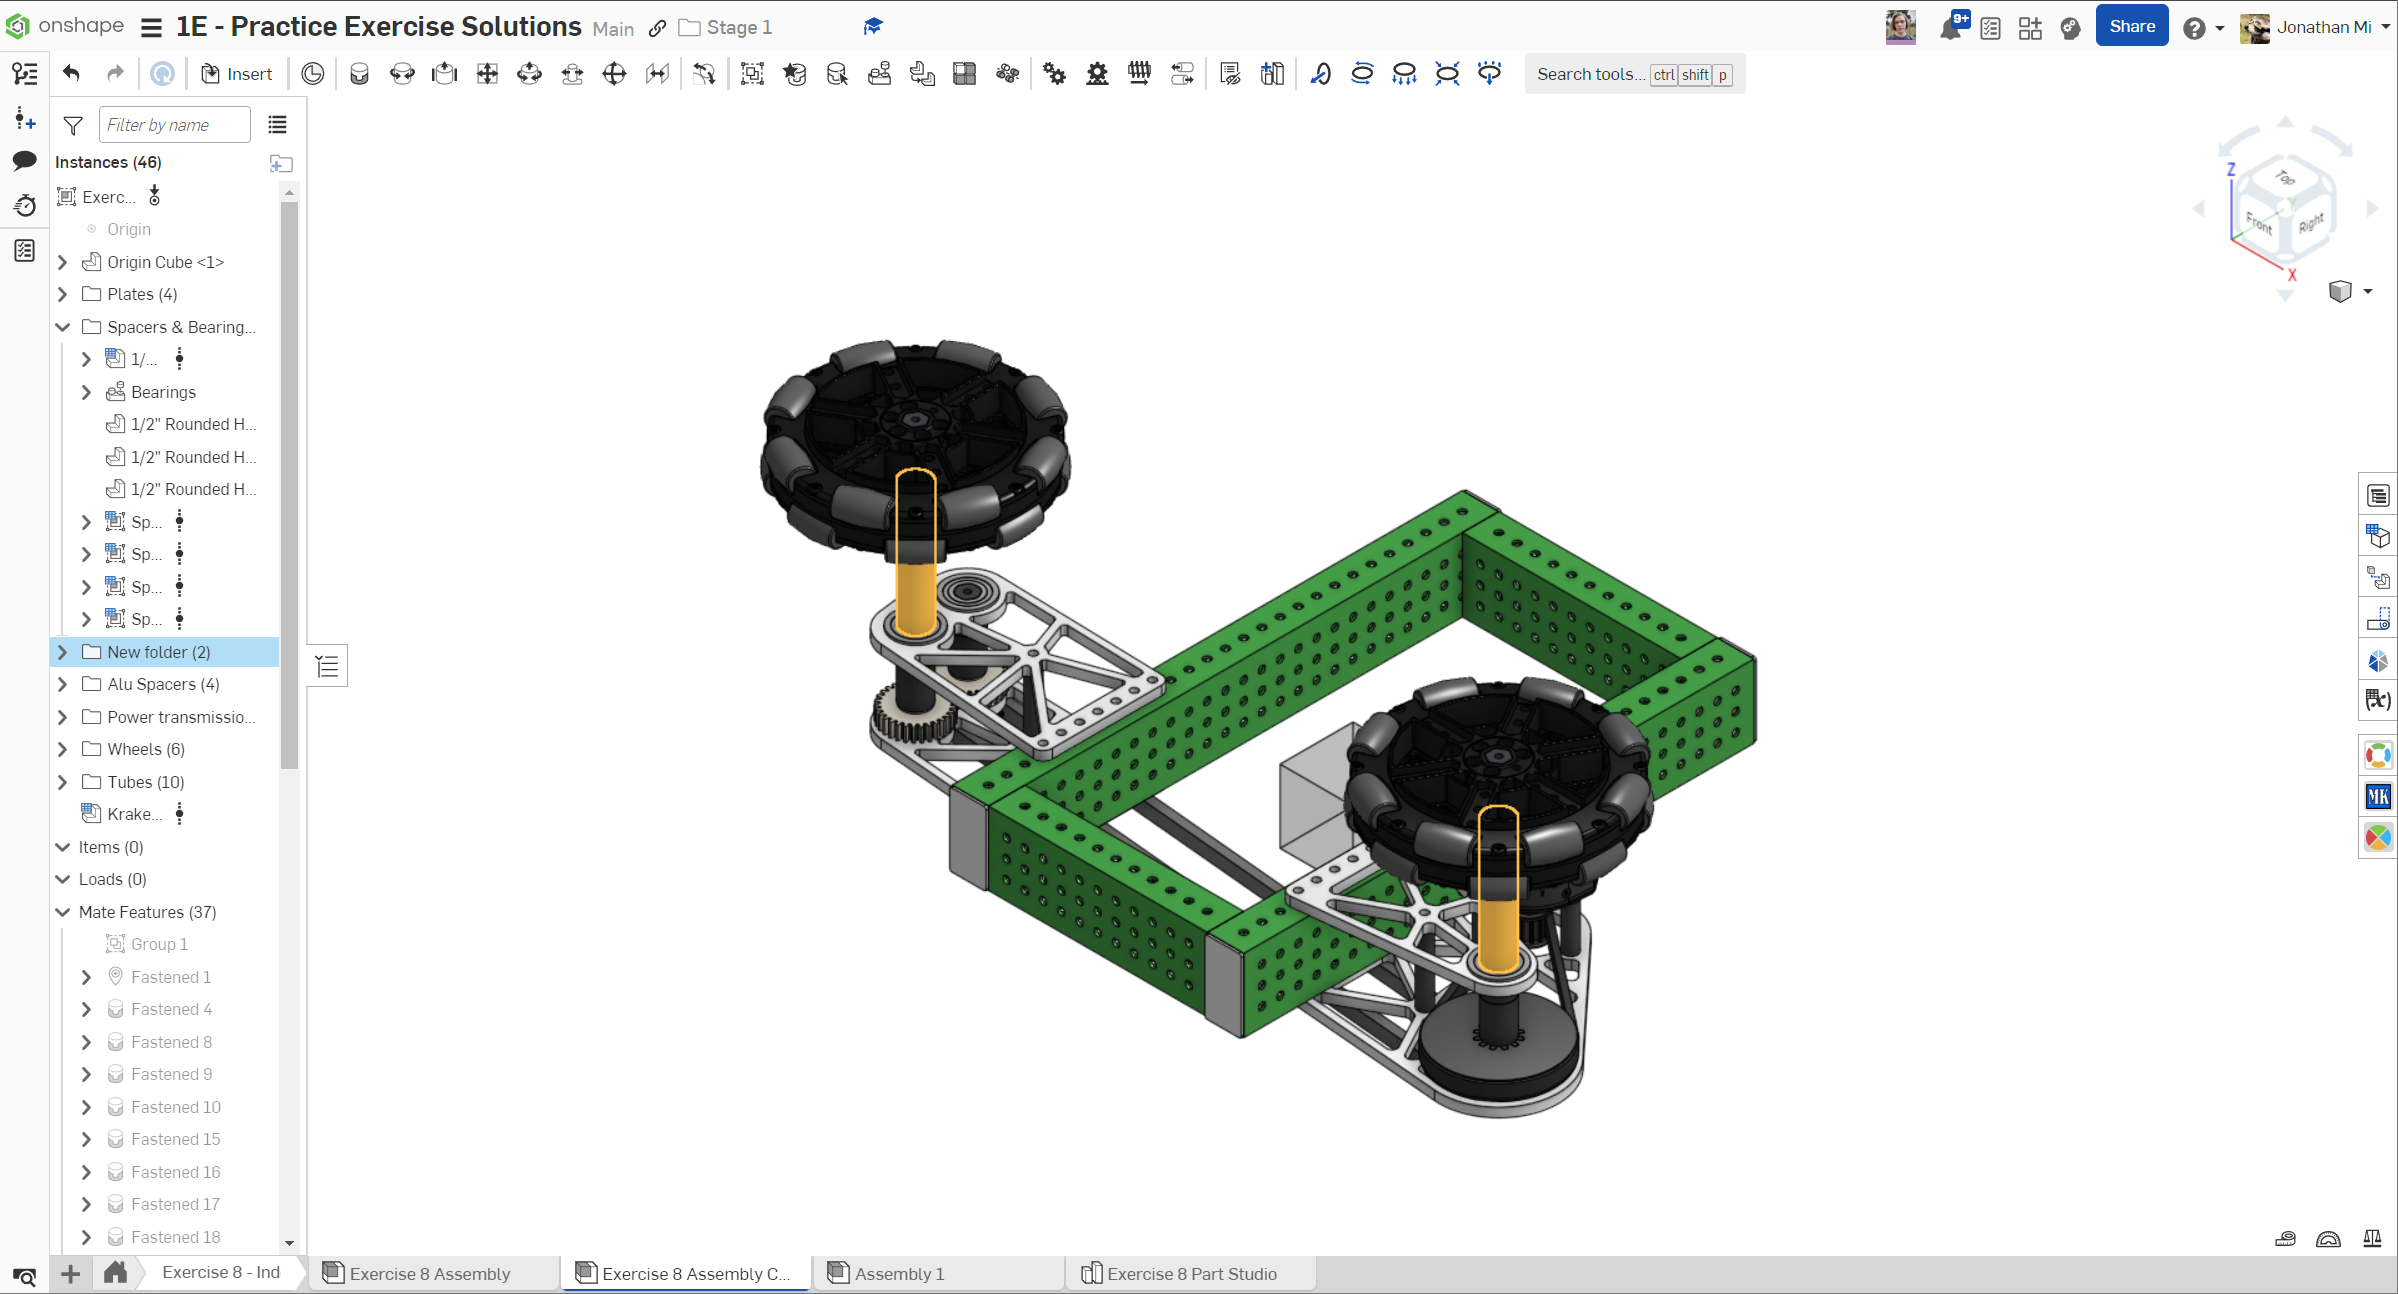 onshape
1E - Practice Exercise Solutions Main Stage 1
9+
Share
Jonathan Mi
Insert
Search tools... ctrl shift p
Filter by name
Instances (46)
Exerc...
Origin
Origin Cube <1>
Plates (4)
Spacers & Bearing...
1/...
Bearings
1/2" Rounded H...
1/2" Rounded H...
1/2" Rounded H...
Sp...
Sp...
Sp...
Sp...
New folder (2)
Alu Spacers (4)
Power transmissio...
Wheels (6)
Tubes (10)
Krake...
Items (0)
Loads (0)
Mate Features (37)
Group 1
Fastened 1
Fastened 4
Fastened 8
Fastened 9
Fastened 10
Fastened 15
Fastened 16
Fastened 17
Fastened 18
Z
Top
Front
Right
X
(x)
MK
Exercise 8 - Ind
Exercise 8 Assembly
Exercise 8 Assembly C...
Assembly 1
Exercise 8 Part Studio